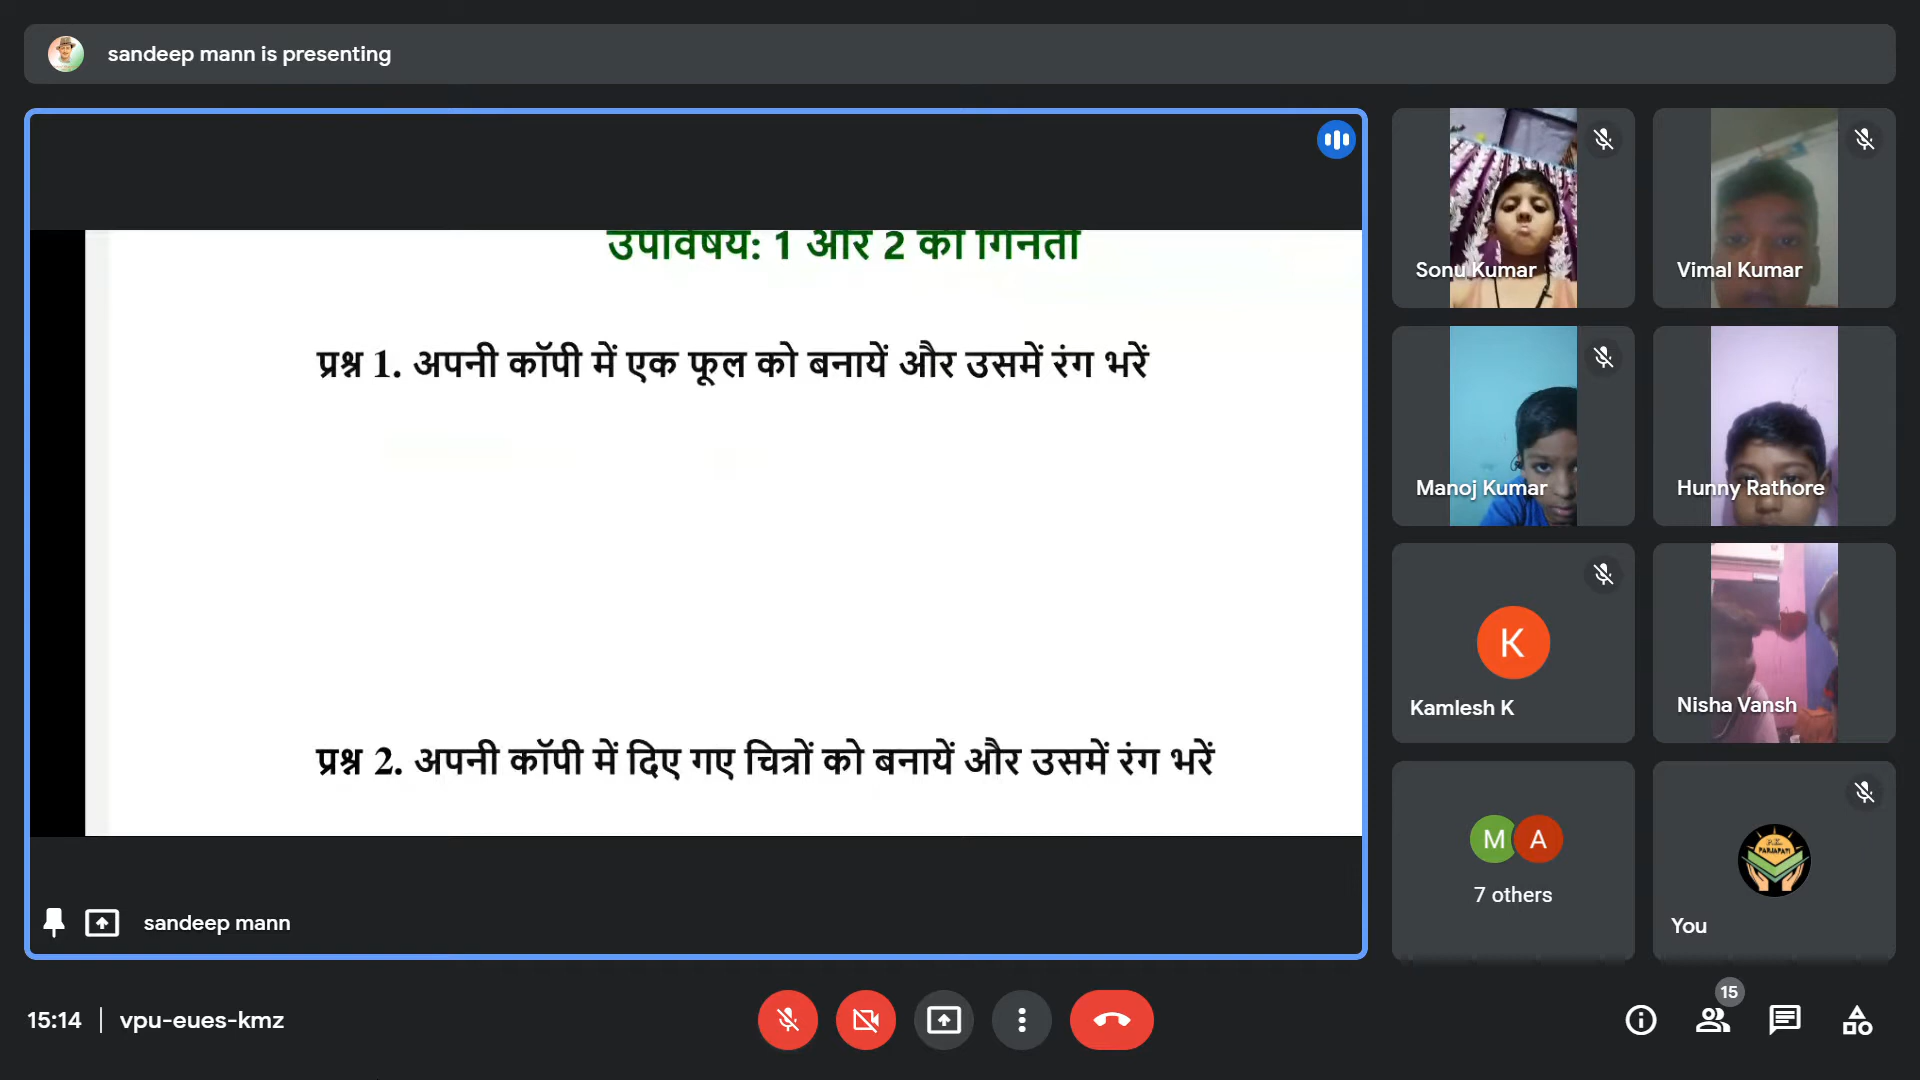 sandeep mann is presenting
उपविषय: 1 और 2 की गिनती
प्रश्न 1. अपनी कॉपी में एक फूल को बनायें और उसमें रंग भरें
प्रश्न 2. अपनी कॉपी में दिए गए चित्रों को बनायें और उसमें रंग भरें
sandeep mann
Sonu Kumar
Vimal Kumar
Manoj Kumar
Hunny Rathore
K
Kamlesh K
Nisha Vansh
M A
7 others
PARJAPATI
You
15:14 | vpu-eues-kmz
15